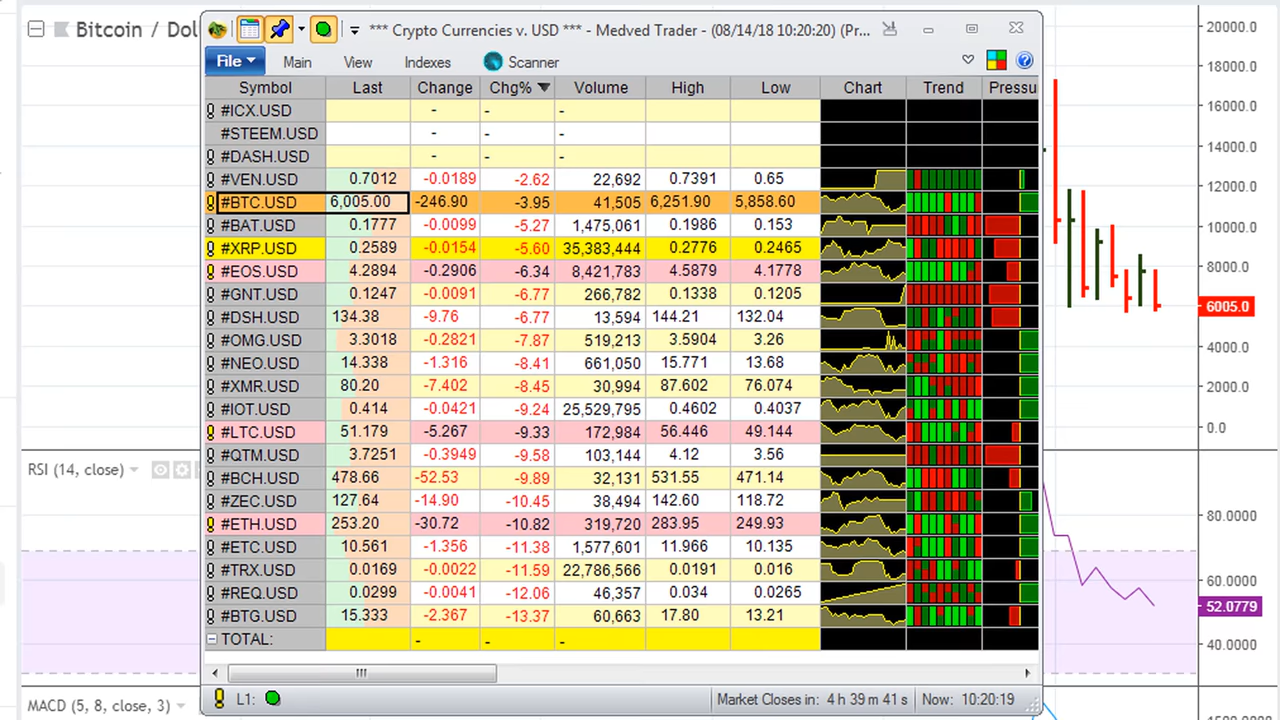 Bitcoin / Dol
*** Crypto Currencies v. USD *** - Medved Trader - (08/14/18 10:20:20) (Pr...
File Main View Indexes Scanner
Symbol Last Change Chg% Volume High Low Chart Trend Pressu
#ICX.USD - - -
#STEEM.USD - - -
#DASH.USD - - -
#VEN.USD 0.7012 -0.0189 -2.62 22,692 0.7391 0.65
#BTC.USD 6,005.00 -246.90 -3.95 41,505 6,251.90 5,858.60
#BAT.USD 0.1777 -0.0099 -5.27 1,475,061 0.1986 0.153
#XRP.USD 0.2589 -0.0154 -5.60 35,383,444 0.2776 0.2465
#EOS.USD 4.2894 -0.2906 -6.34 8,421,783 4.5879 4.1778
#GNT.USD 0.1247 -0.0091 -6.77 266,782 0.1338 0.1205
#DSH.USD 134.38 -9.76 -6.77 13,594 144.21 132.04
#OMG.USD 3.3018 -0.2821 -7.87 519,213 3.5904 3.26
#NEO.USD 14.338 -1.316 -8.41 661,050 15.771 13.68
#XMR.USD 80.20 -7.402 -8.45 30,994 87.602 76.074
#IOT.USD 0.414 -0.0421 -9.24 25,529,795 0.4602 0.4037
#LTC.USD 51.179 -5.267 -9.33 172,984 56.446 49.144
#QTM.USD 3.7251 -0.3949 -9.58 103,144 4.12 3.56
#BCH.USD 478.66 -52.53 -9.89 32,131 531.55 471.14
#ZEC.USD 127.64 -14.90 -10.45 38,494 142.60 118.72
#ETH.USD 253.20 -30.72 -10.82 319,720 283.95 249.93
#ETC.USD 10.561 -1.356 -11.38 1,577,601 11.966 10.135
#TRX.USD 0.0169 -0.0022 -11.59 22,786,566 0.0191 0.016
#REQ.USD 0.0299 -0.0041 -12.06 46,357 0.034 0.0265
#BTG.USD 15.333 -2.367 -13.37 60,663 17.80 13.21
TOTAL: - - -
L1: Market Closes in: 4 h 39 m 41 s Now: 10:20:19
20000.0
18000.0
16000.0
14000.0
12000.0
10000.0
8000.0
6005.0
4000.0
2000.0
0.0
RSI (14, close)
80.0000
60.0000
52.0779
40.0000
MACD (5, 8, close, 3)